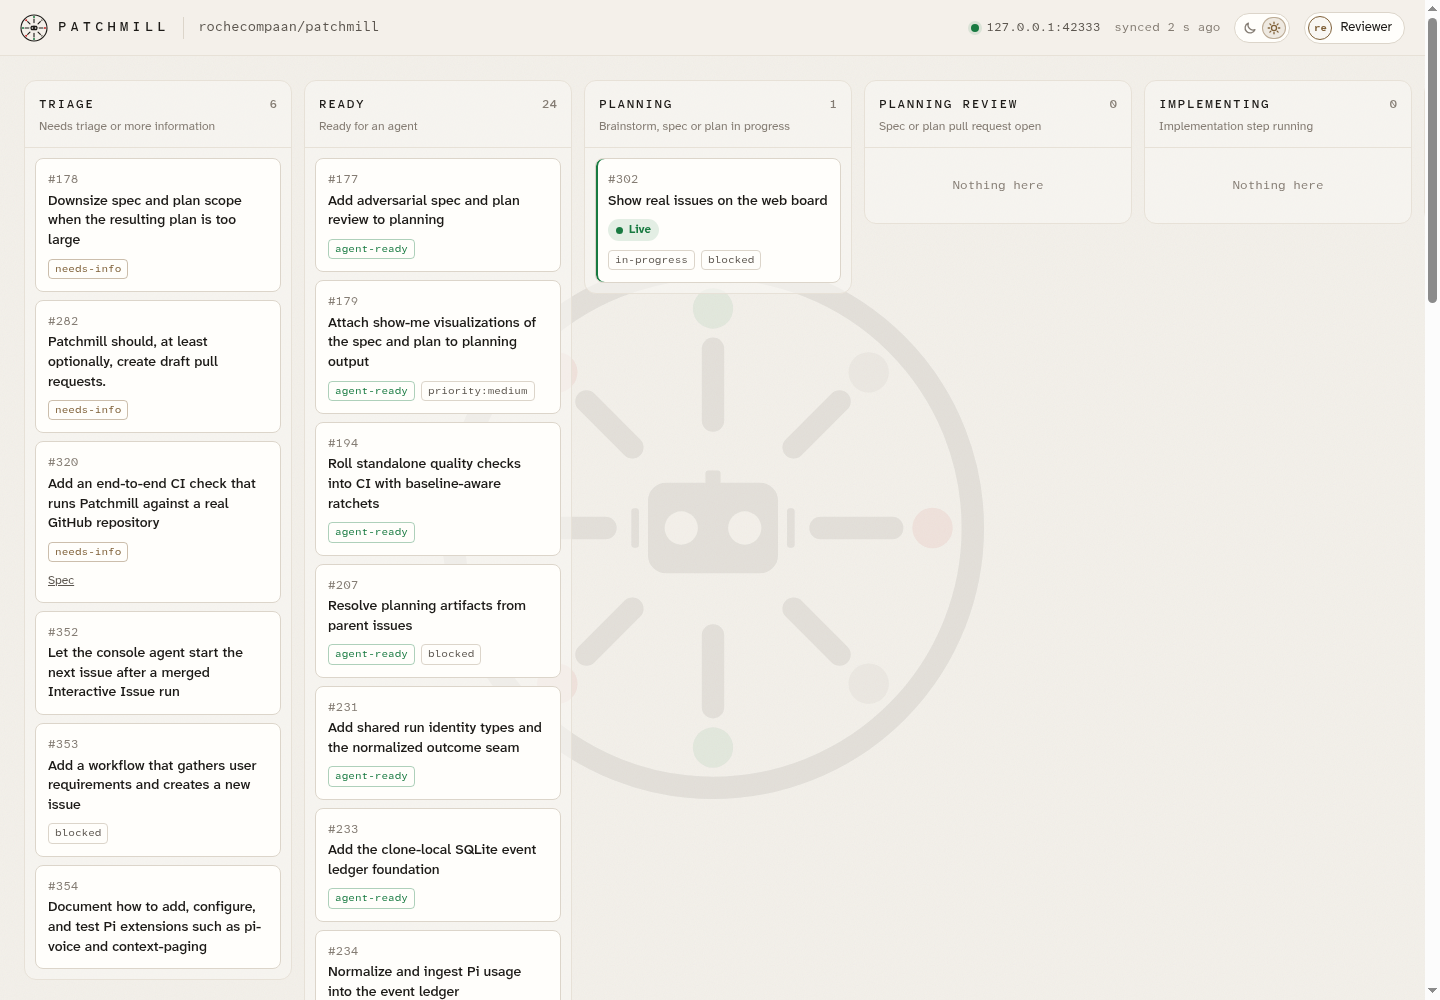 PATCHMILL
rochecompaan/patchmill
127.0.0.1:42333
synced 2 s ago
re
Reviewer
TRIAGE 6
Needs triage or more information
#178
Downsize spec and plan scope
when the resulting plan is too
large
needs-info
#282
Patchmill should, at least
optionally, create draft pull
requests.
needs-info
#320
Add an end-to-end CI check that
runs Patchmill against a real
GitHub repository
needs-info
Spec
#352
Let the console agent start the
next issue after a merged
Interactive Issue run
#353
Add a workflow that gathers user
requirements and creates a new
issue
blocked
#354
Document how to add, configure,
and test Pi extensions such as pi-
voice and context-paging
READY 24
Ready for an agent
#177
Add adversarial spec and plan
review to planning
agent-ready
#179
Attach show-me visualizations of
the spec and plan to planning
output
agent-ready priority:medium
#194
Roll standalone quality checks
into CI with baseline-aware
ratchets
agent-ready
#207
Resolve planning artifacts from
parent issues
agent-ready blocked
#231
Add shared run identity types and
the normalized outcome seam
agent-ready
#233
Add the clone-local SQLite event
ledger foundation
agent-ready
#234
Normalize and ingest Pi usage
into the event ledger
PLANNING 1
Brainstorm, spec or plan in progress
#302
Show real issues on the web board
Live
in-progress blocked
PLANNING REVIEW 0
Spec or plan pull request open
Nothing here
IMPLEMENTING 0
Implementation step running
Nothing here